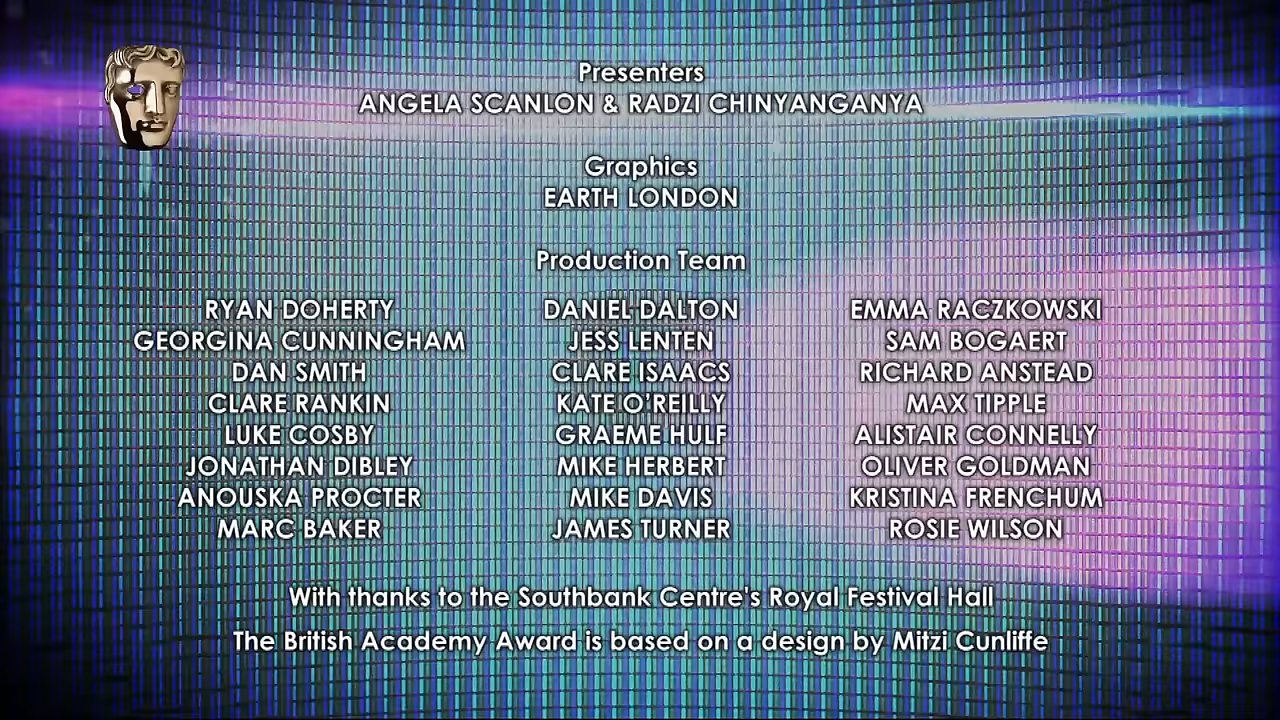 Presenters
ANGELA SCANLON & RADZI CHINYANGANYA
Graphics
EARTH LONDON
Production Team
RYAN DOHERTY DANIEL DALTON EMMA RACZKOWSKI
GEORGINA CUNNINGHAM JESS LENTEN SAM BOGAERT
DAN SMITH CLARE ISAACS RICHARD ANSTEAD
CLARE RANKIN KATE O'REILLY MAX TIPPLE
LUKE COSBY GRAEME HULF ALISTAIR CONNELLY
JONATHAN DIBLEY MIKE HERBERT OLIVER GOLDMAN
ANOUSKA PROCTER MIKE DAVIS KRISTINA FRENCHUM
MARC BAKER JAMES TURNER ROSIE WILSON
With thanks to the Southbank Centre's Royal Festival Hall
The British Academy Award is based on a design by Mitzi Cunliffe